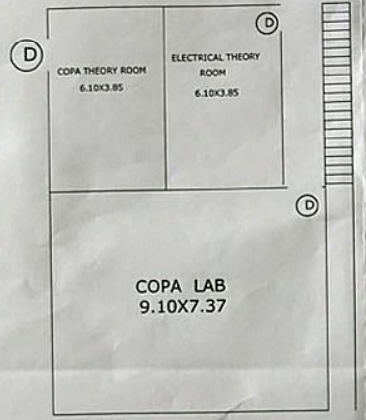 D
D
COPA THEORY ROOM
6.10X3.85
ELECTRICAL THEORY
ROOM
6.10X3.85
D
COPA LAB
9.10X7.37